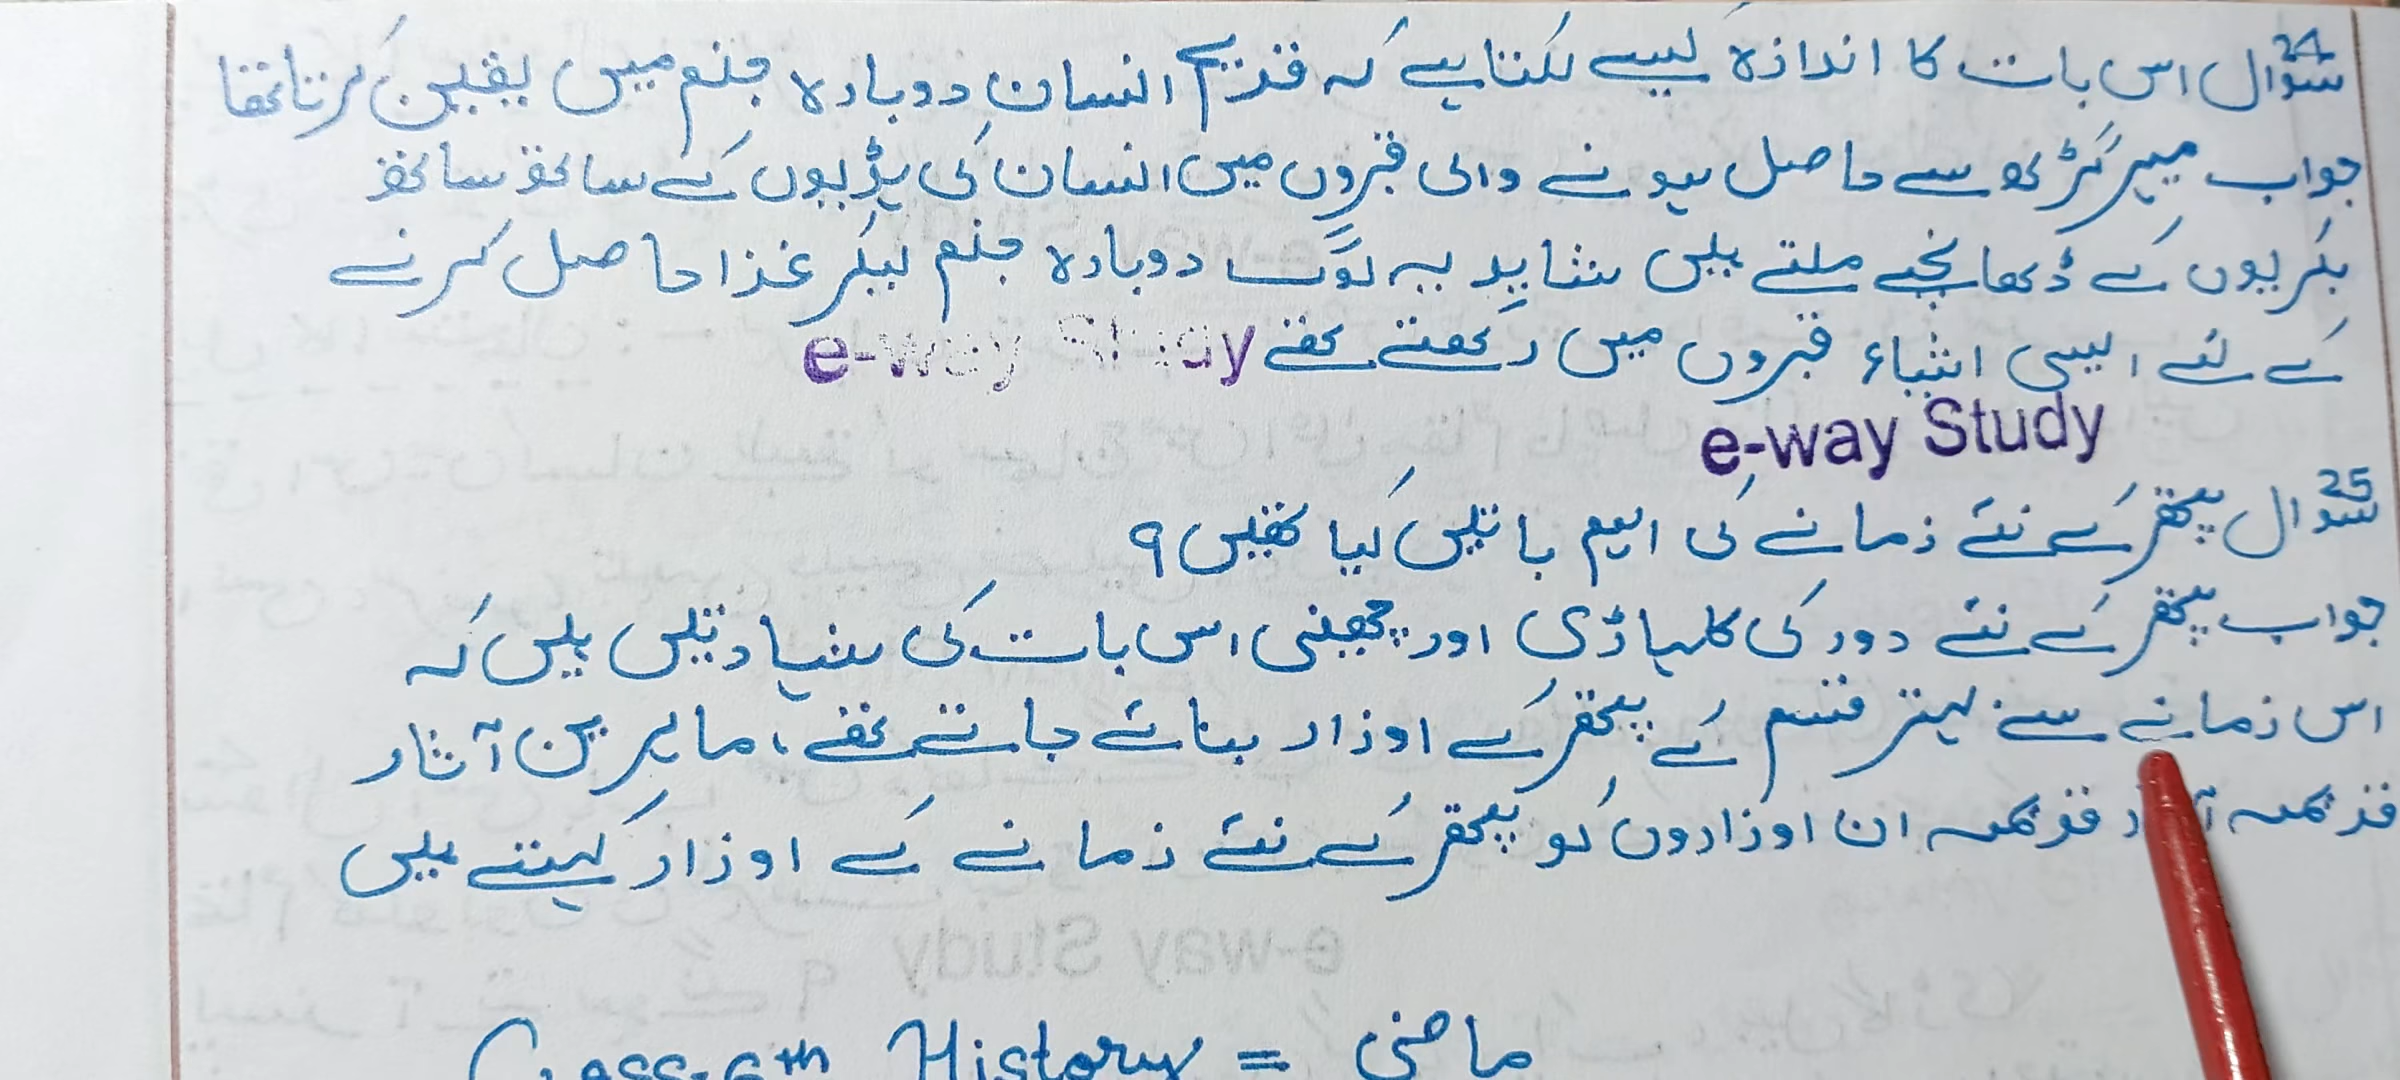 سوال 24 اس بات کا اندازہ کیسے لگتا ہے کہ قدیم انسان دوبارہ جنم میں یقین کرتا تھا
جواب میہرگڑھ سے حاصل ہونے والی قبروں میں انسان کی ہڈیوں کے ساتھ ساتھ
بکریوں کے ڈھانچے ملتے ہیں شاید یہ لوگ دوبارہ جنم لیکر غذا حاصل کرنے
کے لئے ایسی اشیاء قبروں میں رکھتے تھے e-way Study
e-way Study
سوال 25 پتھر کے نئے زمانے کی اہم باتیں کیا تھیں ؟
جواب پتھر کے نئے دور کی کلہاڑی اور چھینی اس بات کی بنیادیں ہیں کہ
اس زمانے سے بہتر قسم کے پتھر کے اوزار بنائے جاتے تھے، ماہرین آثار
قدیمہ ان اوزاروں کو پتھر کے نئے زمانے کے اوزار کہتے ہیں
Class-6th History = ماضی